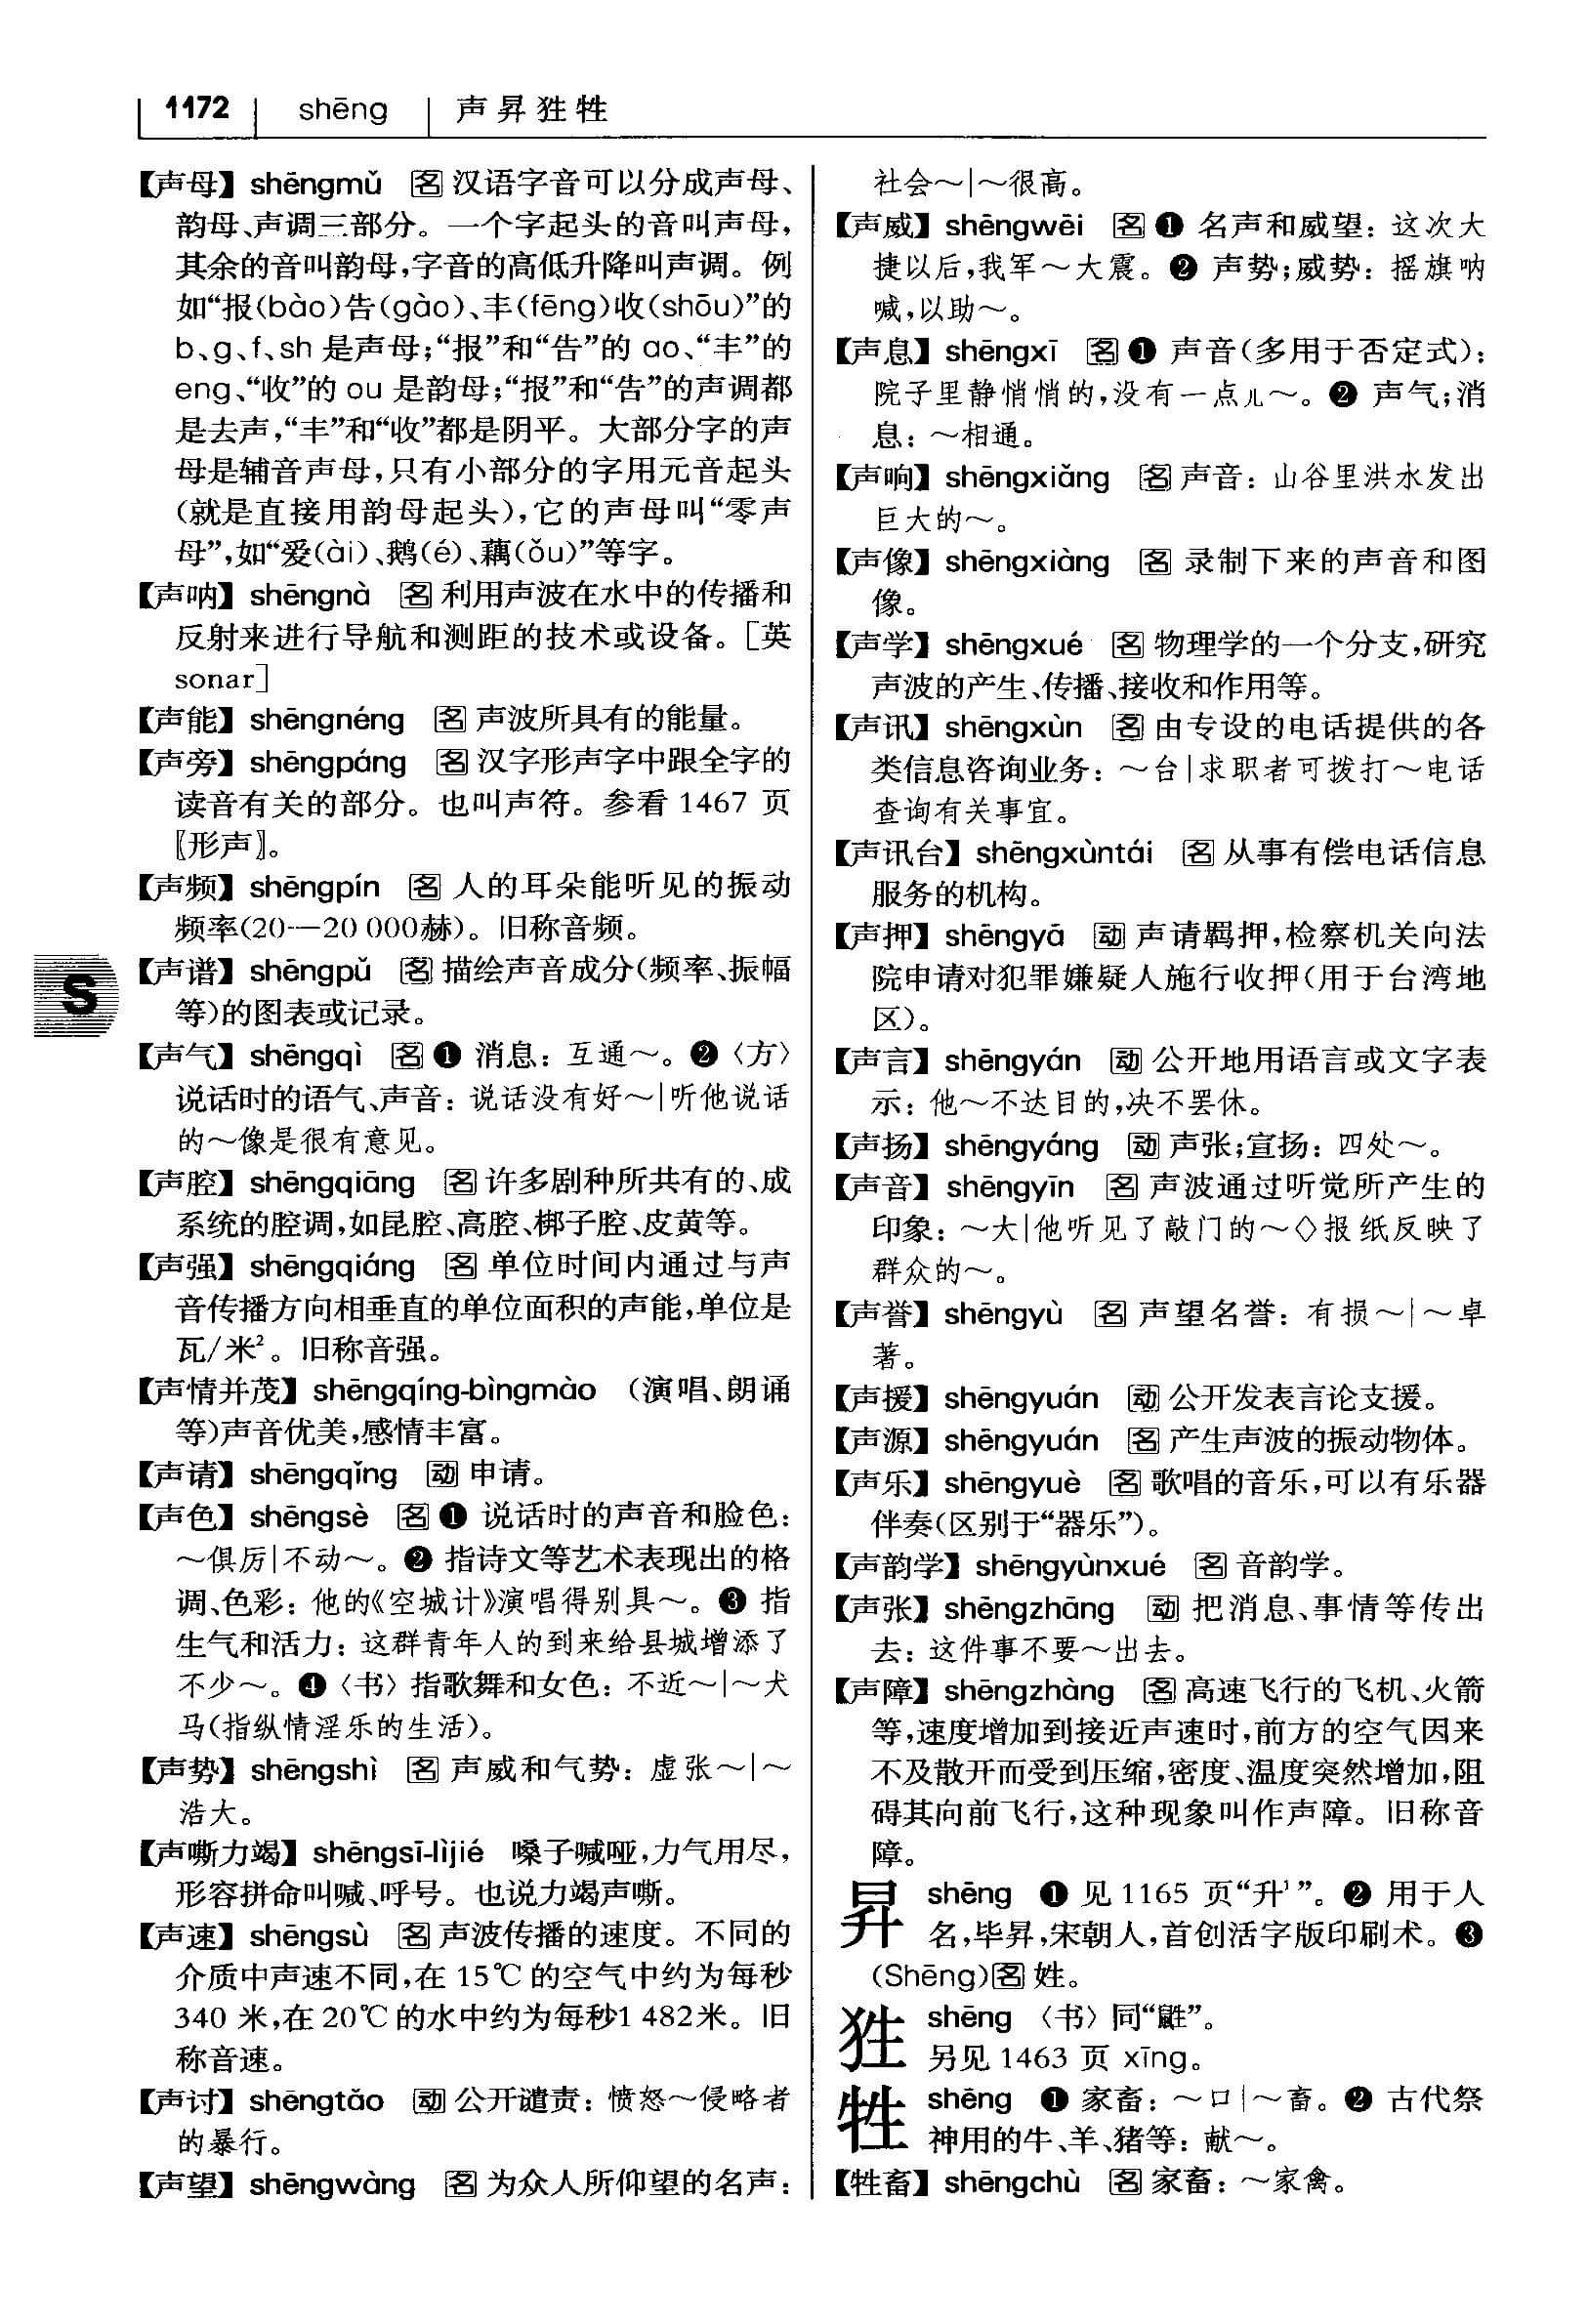 1172 shēng 声昇狌牲
【声母】 shēngmǔ 名 汉语字音可以分成声母、
韵母、声调三部分。一个字起头的音叫声母,
其余的音叫韵母,字音的高低升降叫声调。例
如“报(bào)告(gào)、丰(fēng)收(shōu)”的
b、g、f、sh 是声母;“报”和“告”的 ao、“丰”的
eng、“收”的 ou 是韵母;“报”和“告”的声调都
是去声,“丰”和“收”都是阴平。大部分字的声
母是辅音声母,只有小部分的字用元音起头
(就是直接用韵母起头),它的声母叫“零声
母”,如“爱(ài)、鹅(é)、藕(ǒu)”等字。
【声呐】 shēngnà 名 利用声波在水中的传播和
反射来进行导航和测距的技术或设备。[英
sonar]
【声能】 shēngnéng 名 声波所具有的能量。
【声旁】 shēngpáng 名 汉字形声字中跟全字的
读音有关的部分。也叫声符。参看 1467 页
〖形声〗。
【声频】 shēngpín 名 人的耳朵能听见的振动
频率(20—20 000赫)。旧称音频。
【声谱】 shēngpǔ 名 描绘声音成分(频率、振幅
等)的图表或记录。
【声气】 shēngqì 名 ❶ 消息: 互通～。❷〈方〉
说话时的语气、声音: 说话没有好～|听他说话
的～像是很有意见。
【声腔】 shēngqiāng 名 许多剧种所共有的、成
系统的腔调,如昆腔、高腔、梆子腔、皮黄等。
【声强】 shēngqiáng 名 单位时间内通过与声
音传播方向相垂直的单位面积的声能,单位是
瓦/米²。旧称音强。
【声情并茂】 shēngqíng-bìngmào (演唱、朗诵
等)声音优美,感情丰富。
【声请】 shēngqǐng 动 申请。
【声色】 shēngsè 名 ❶ 说话时的声音和脸色:
～俱厉|不动～。❷ 指诗文等艺术表现出的格
调、色彩: 他的《空城计》演唱得别具～。❸ 指
生气和活力: 这群青年人的到来给县城增添了
不少～。❹〈书〉指歌舞和女色: 不近～|～犬
马(指纵情淫乐的生活)。
【声势】 shēngshì 名 声威和气势: 虚张～|～
浩大。
【声嘶力竭】 shēngsī-lìjié 嗓子喊哑,力气用尽,
形容拼命叫喊、呼号。也说力竭声嘶。
【声速】 shēngsù 名 声波传播的速度。不同的
介质中声速不同,在 15℃ 的空气中约为每秒
340 米,在 20℃ 的水中约为每秒1 482米。旧
称音速。
【声讨】 shēngtǎo 动 公开谴责: 愤怒～侵略者
的暴行。
【声望】 shēngwàng 名 为众人所仰望的名声:
社会～|～很高。
【声威】 shēngwēi 名 ❶ 名声和威望: 这次大
捷以后,我军～大震。❷ 声势;威势: 摇旗呐
喊,以助～。
【声息】 shēngxī 名 ❶ 声音(多用于否定式):
院子里静悄悄的,没有一点儿～。❷ 声气;消
息: ～相通。
【声响】 shēngxiǎng 名 声音: 山谷里洪水发出
巨大的～。
【声像】 shēngxiàng 名 录制下来的声音和图
像。
【声学】 shēngxué 名 物理学的一个分支,研究
声波的产生、传播、接收和作用等。
【声讯】 shēngxùn 名 由专设的电话提供的各
类信息咨询业务: ～台|求职者可拨打～电话
查询有关事宜。
【声讯台】 shēngxùntái 名 从事有偿电话信息
服务的机构。
【声押】 shēngyā 动 声请羁押,检察机关向法
院申请对犯罪嫌疑人施行收押(用于台湾地
区)。
【声言】 shēngyán 动 公开地用语言或文字表
示: 他～不达目的,决不罢休。
【声扬】 shēngyáng 动 声张;宣扬: 四处～。
【声音】 shēngyīn 名 声波通过听觉所产生的
印象: ～大|他听见了敲门的～◇报纸反映了
群众的～。
【声誉】 shēngyù 名 声望名誉: 有损～|～卓
著。
【声援】 shēngyuán 动 公开发表言论支援。
【声源】 shēngyuán 名 产生声波的振动物体。
【声乐】 shēngyuè 名 歌唱的音乐,可以有乐器
伴奏(区别于“器乐”)。
【声韵学】 shēngyùnxué 名 音韵学。
【声张】 shēngzhāng 动 把消息、事情等传出
去: 这件事不要～出去。
【声障】 shēngzhàng 名 高速飞行的飞机、火箭
等,速度增加到接近声速时,前方的空气因来
不及散开而受到压缩,密度、温度突然增加,阻
碍其向前飞行,这种现象叫作声障。旧称音
障。
昇 shēng ❶ 见 1165 页“升¹”。❷ 用于人
名,毕昇,宋朝人,首创活字版印刷术。❸
(Shēng)名 姓。
狌 shēng 〈书〉同“鼪”。
另见 1463 页 xīng。
牲 shēng ❶ 家畜: ～口|～畜。❷ 古代祭
神用的牛、羊、猪等: 献～。
【牲畜】 shēngchù 名 家畜: ～家禽。
S